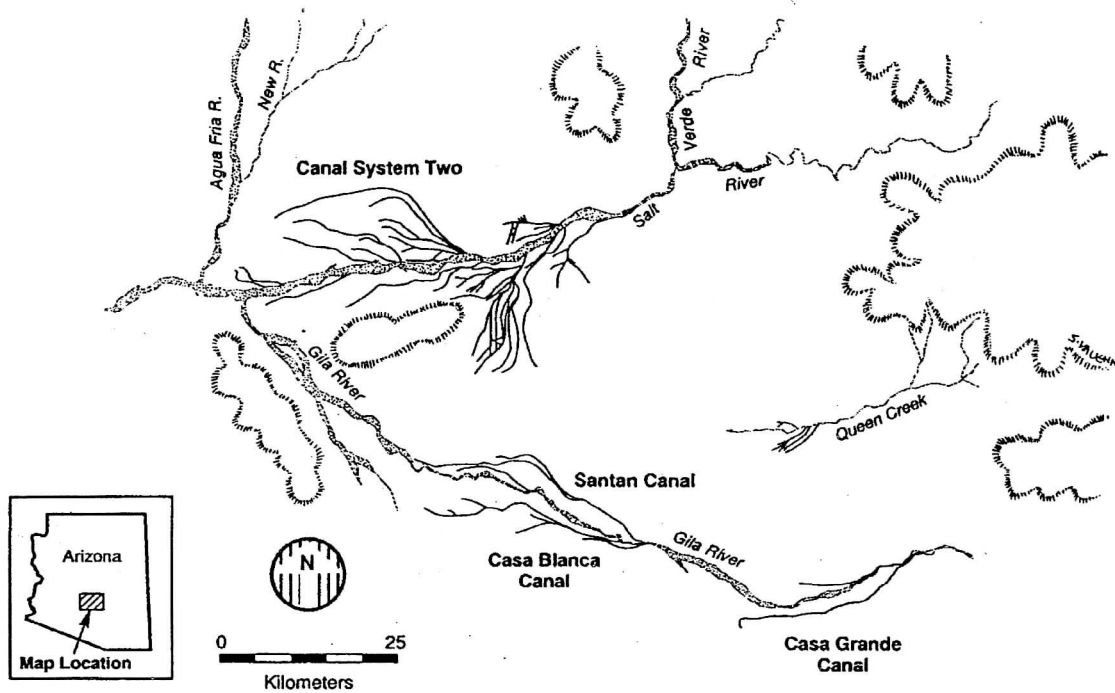 Agua Fria R.
New R.
River
Verde
Canal System Two
River
Salt
Gila River
S.VAUGHN
Queen Creek
Santan Canal
Arizona
N
Casa Blanca
Canal
Gila River
Map Location
0 25
Kilometers
Casa Grande
Canal